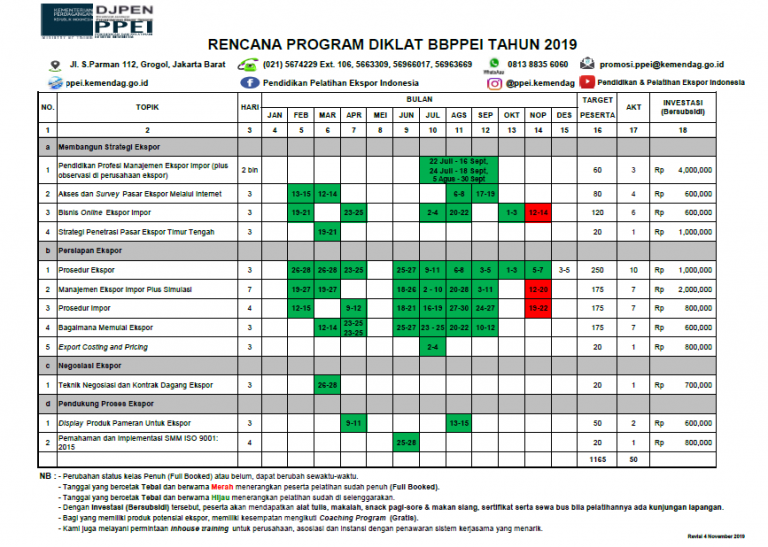 KEMENTERIAN PERDAGANGAN
REPUBLIK INDONESIA
MINISTRY OF TRADE
DJPEN
PPEI
RENCANA PROGRAM DIKLAT BBPPEI TAHUN 2019
Jl. S.Parman 112, Grogol, Jakarta Barat (021) 5674229 Ext. 106, 5663309, 56966017, 56963669 WhatsApp 0813 8835 6060 promosi.ppei@kemendag.go.id
ppei.kemendag.go.id Pendidikan Pelatihan Ekspor Indonesia @ppei.kemendag Pendidikan & Pelatihan Ekspor Indonesia
NO. TOPIK HARI BULAN TARGET PESERTA AKT INVESTASI (Bersubsidi)
JAN FEB MAR APR MEI JUN JUL AGS SEP OKT NOP DES
1 2 3 4 5 6 7 8 9 10 11 12 13 14 15 16 17 18
a Membangun Strategi Ekspor
1 Pendidikan Profesi Manajemen Ekspor Impor (plus observasi di perusahaan ekspor) 2 bln 22 Juli - 16 Sept, 24 Juli - 18 Sept, 5 Agus - 30 Sept 60 3 Rp 4,000,000
2 Akses dan Survey Pasar Ekspor Melalui Internet 3 13-15 12-14 6-8 17-19 80 4 Rp 600,000
3 Bisnis Online Ekspor Impor 3 19-21 23-25 2-4 20-22 1-3 12-14 120 6 Rp 600,000
4 Strategi Penetrasi Pasar Ekspor Timur Tengah 3 19-21 20 1 Rp 1,000,000
b Persiapan Ekspor
1 Prosedur Ekspor 3 26-28 26-28 23-25 25-27 9-11 6-8 3-5 1-3 5-7 3-5 250 10 Rp 1,000,000
2 Manajemen Ekspor Impor Plus Simulasi 7 19-27 19-27 18-26 2 - 10 20-28 3-11 12-20 175 7 Rp 2,000,000
3 Prosedur Impor 4 12-15 9-12 18-21 16-19 27-30 24-27 19-22 175 7 Rp 800,000
4 Bagaimana Memulai Ekspor 3 12-14 23-25 23-25 25-27 23 - 25 20-22 10-12 175 7 Rp 600,000
5 Export Costing and Pricing 3 2-4 20 1 Rp 800,000
c Negosiasi Ekspor
1 Teknik Negosiasi dan Kontrak Dagang Ekspor 3 26-28 20 1 Rp 700,000
d Pendukung Proses Ekspor
1 Display Produk Pameran Untuk Ekspor 3 9-11 13-15 50 2 Rp 600,000
2 Pemahaman dan Implementasi SMM ISO 9001: 2015 4 25-28 20 1 Rp 800,000
1165 50
NB : - Perubahan status kelas Penuh (Full Booked) atau belum, dapat berubah sewaktu-waktu.
- Tanggal yang bercetak Tebal dan berwarna Merah menerangkan peserta pelatihan sudah penuh (Full Booked).
- Tanggal yang bercetak Tebal dan berwarna Hijau menerangkan pelatihan sudah di selenggarakan.
- Dengan Investasi (Bersubsidi) tersebut, peserta akan mendapatkan alat tulis, makalah, snack pagi-sore & makan siang, sertifikat serta sewa bus bila pelatihannya ada kunjungan lapangan.
- Bagi yang memiliki produk potensial ekspor, memiliki kesempatan mengikuti Coaching Program (Gratis).
- Kami juga melayani permintaan inhouse training untuk perusahaan, asosiasi dan instansi dengan penawaran sistem kerjasama yang menarik.
Revisi 4 November 2019